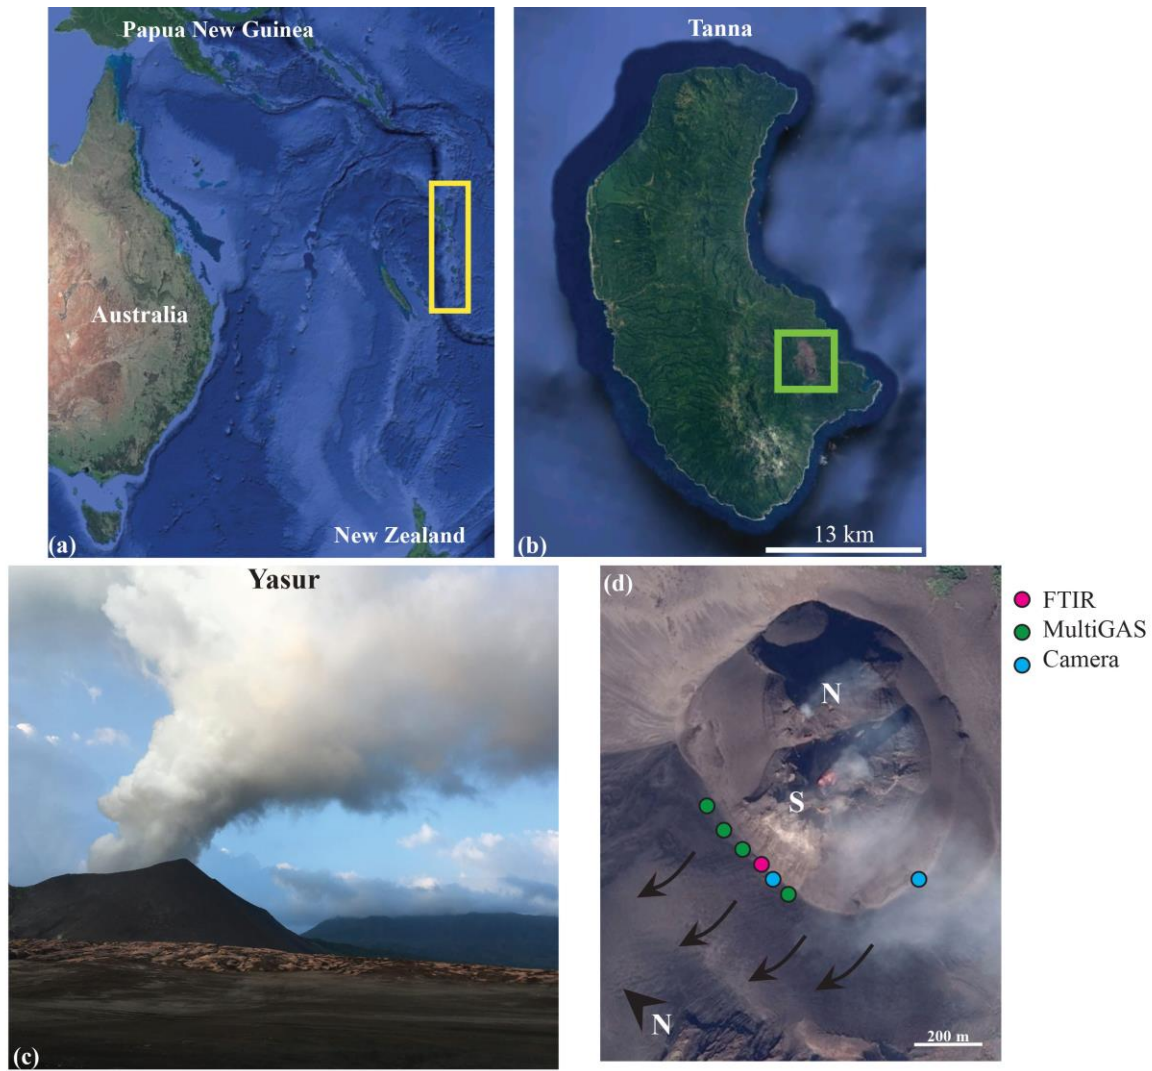 Papua New Guinea
Australia
New Zealand
(a)
Tanna
13 km
(b)
Yasur
(c)
(d)
N
S
N
200 m
FTIR
MultiGAS
Camera